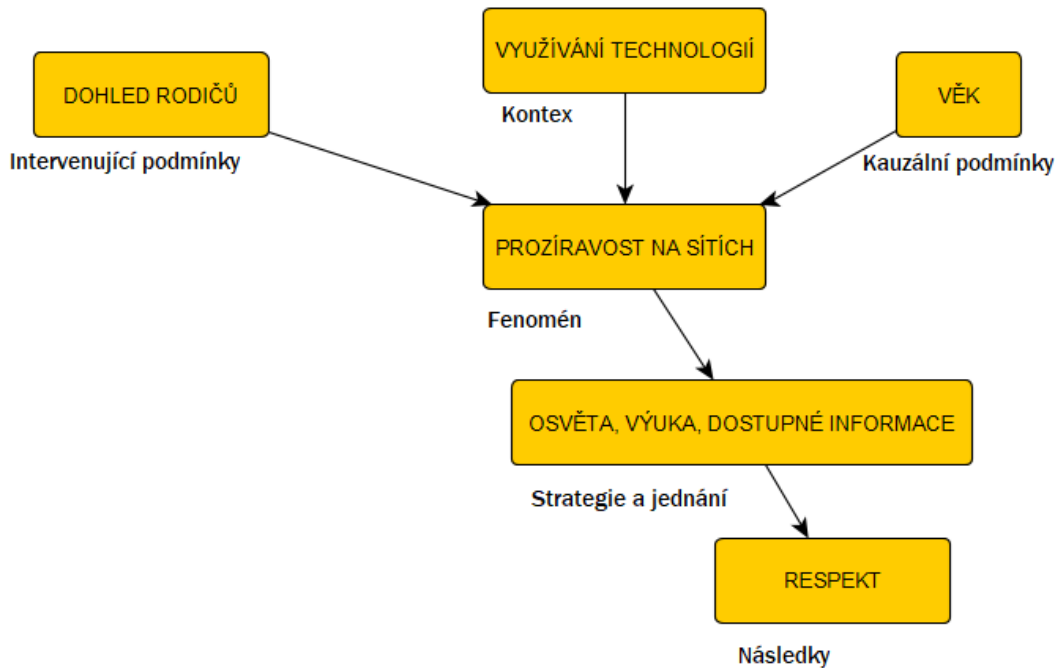 VYUŽÍVÁNÍ TECHNOLOGIÍ
DOHLED RODIČŮ
VĚK
Kontex
Intervenující podmínky
Kauzální podmínky
PROZÍRAVOST NA SÍTÍCH
Fenomén
OSVĚTA, VÝUKA, DOSTUPNÉ INFORMACE
Strategie a jednání
RESPEKT
Následky